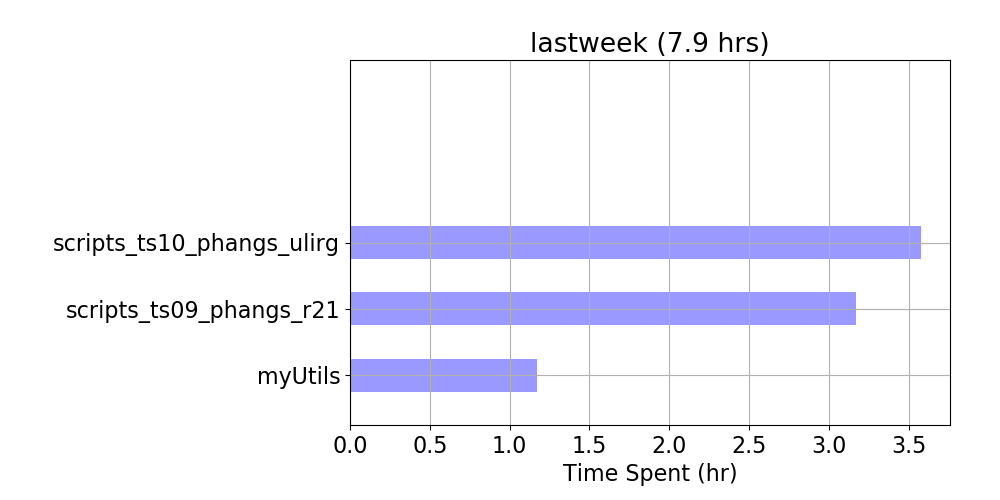 lastweek (7.9 hrs)
scripts_ts10_phangs_ulirg
scripts_ts09_phangs_r21
myUtils
0.0 0.5 1.0 1.5 2.0 2.5 3.0 3.5
Time Spent (hr)